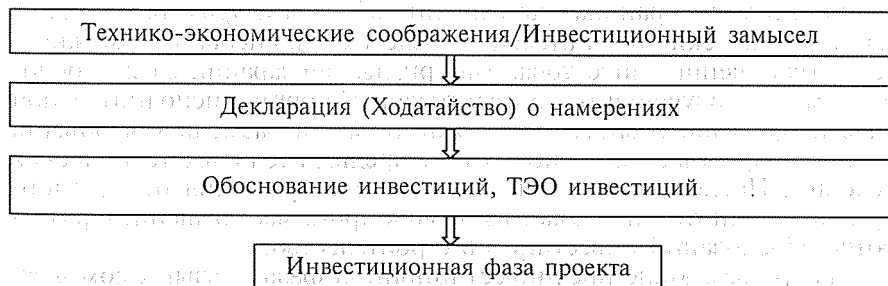 Технико-экономические соображения/Инвестиционный замысел
Декларация (Ходатайство) о намерениях
Обоснование инвестиций, ТЭО инвестиций
Инвестиционная фаза проекта